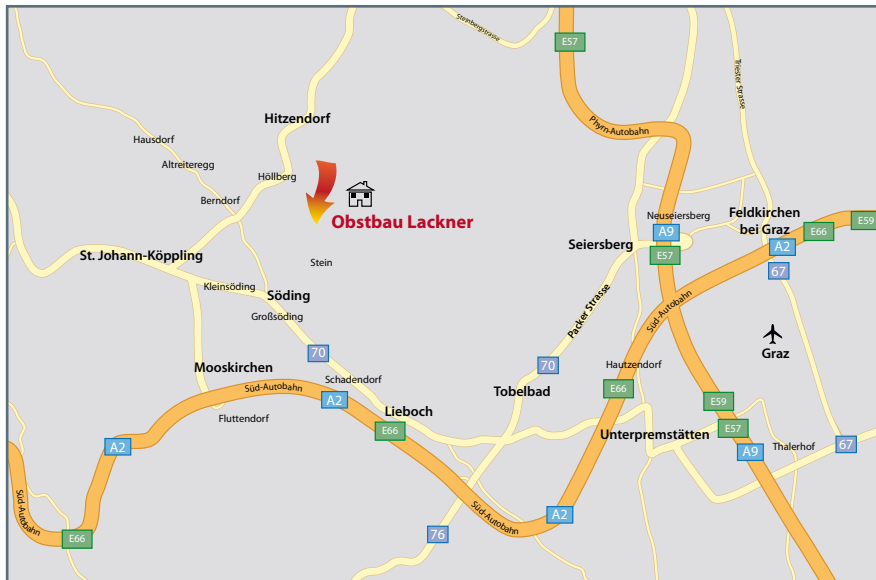 Steinbergstrasse
E57
Triester Strasse
Hitzendorf
Phyrn-Autobahn
Hausdorf
Altreiteregg
Höllberg
Berndorf
Obstbau Lackner
Neuseiersberg
Feldkirchen
bei Graz
E59
E66
A9
A2
Seiersberg
E57
St. Johann-Köppling
Stein
67
Kleinsöding
Söding
Großsöding
Packer Strasse
Süd-Autobahn
Graz
70
70
Mooskirchen
Schadendorf
Hautzendorf
Süd-Autobahn
Tobelbad
E66
A2
E59
Fluttendorf
Lieboch
E66
E57
Unterpremstätten
A2
A9
Thalerhof
67
Süd-Autobahn
Süd-Autobahn
A2
E66
76